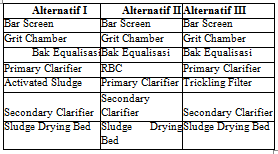 Alternatif I Alternatif II Alternatif III
Bar Screen Bar Screen Bar Screen
Grit Chamber Grit Chamber Grit Chamber
Bak Equalisasi Bak Equalisasi Bak Equalisasi
Primary Clarifier RBC Primary Clarifier
Activated Sludge Primary Clarifier Trickling Filter
Secondary
Secondary Clarifier Clarifier Secondary Clarifier
Sludge Drying Bed Sludge Drying Sludge Drying Bed
Bed